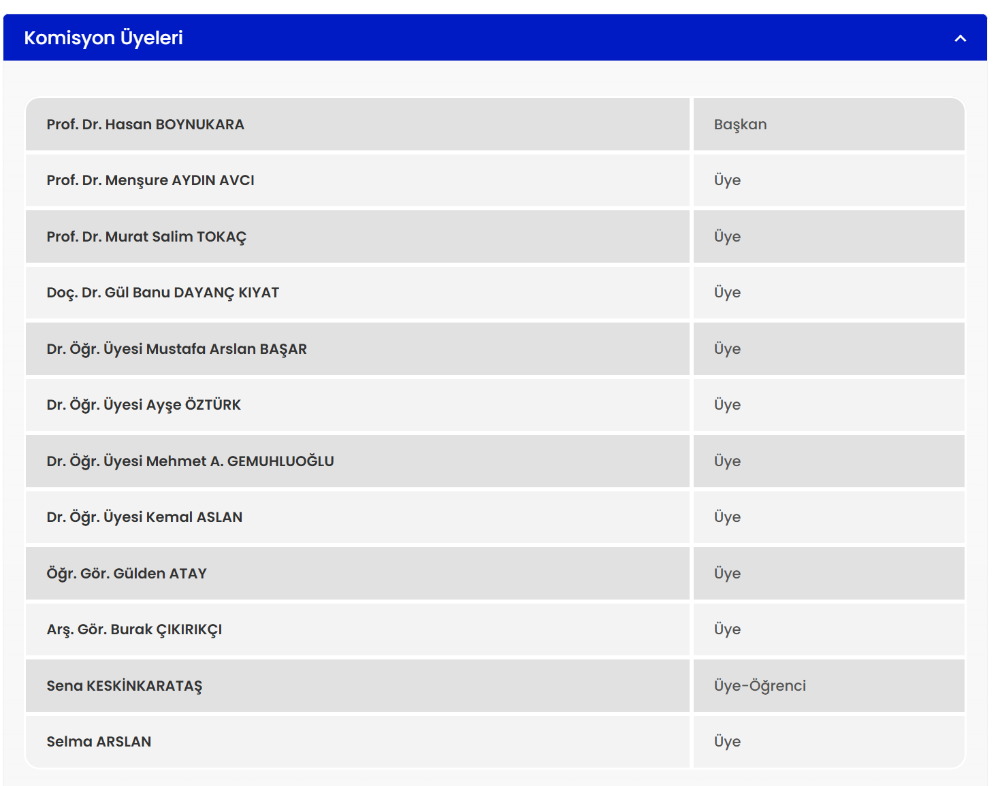 Komisyon Üyeleri
Prof. Dr. Hasan BOYNUKARA Başkan
Prof. Dr. Menşure AYDIN AVCI Üye
Prof. Dr. Murat Salim TOKAÇ Üye
Doç. Dr. Gül Banu DAYANÇ KIYAT Üye
Dr. Öğr. Üyesi Mustafa Arslan BAŞAR Üye
Dr. Öğr. Üyesi Ayşe ÖZTÜRK Üye
Dr. Öğr. Üyesi Mehmet A. GEMUHLUOĞLU Üye
Dr. Öğr. Üyesi Kemal ASLAN Üye
Öğr. Gör. Gülden ATAY Üye
Arş. Gör. Burak ÇIKIRIKÇI Üye
Sena KESKİNKARATAŞ Üye-Öğrenci
Selma ARSLAN Üye